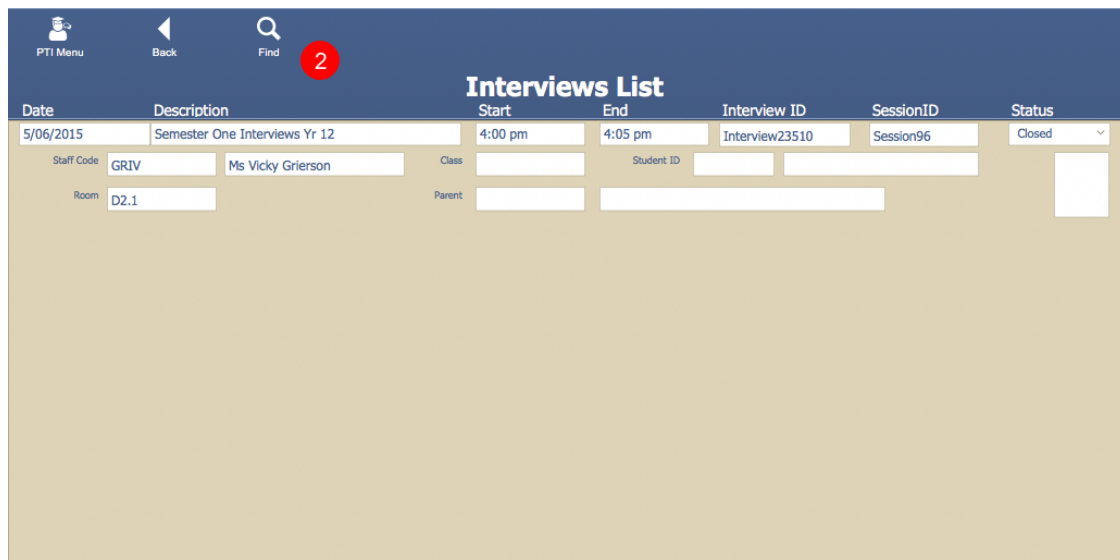 PTI Menu Back Find 2
Interviews List
Date Description Start End Interview ID SessionID Status
5/06/2015 Semester One Interviews Yr 12 4:00 pm 4:05 pm Interview23510 Session96 Closed
Staff Code GRIV Ms Vicky Grierson Class Student ID
Room D2.1 Parent